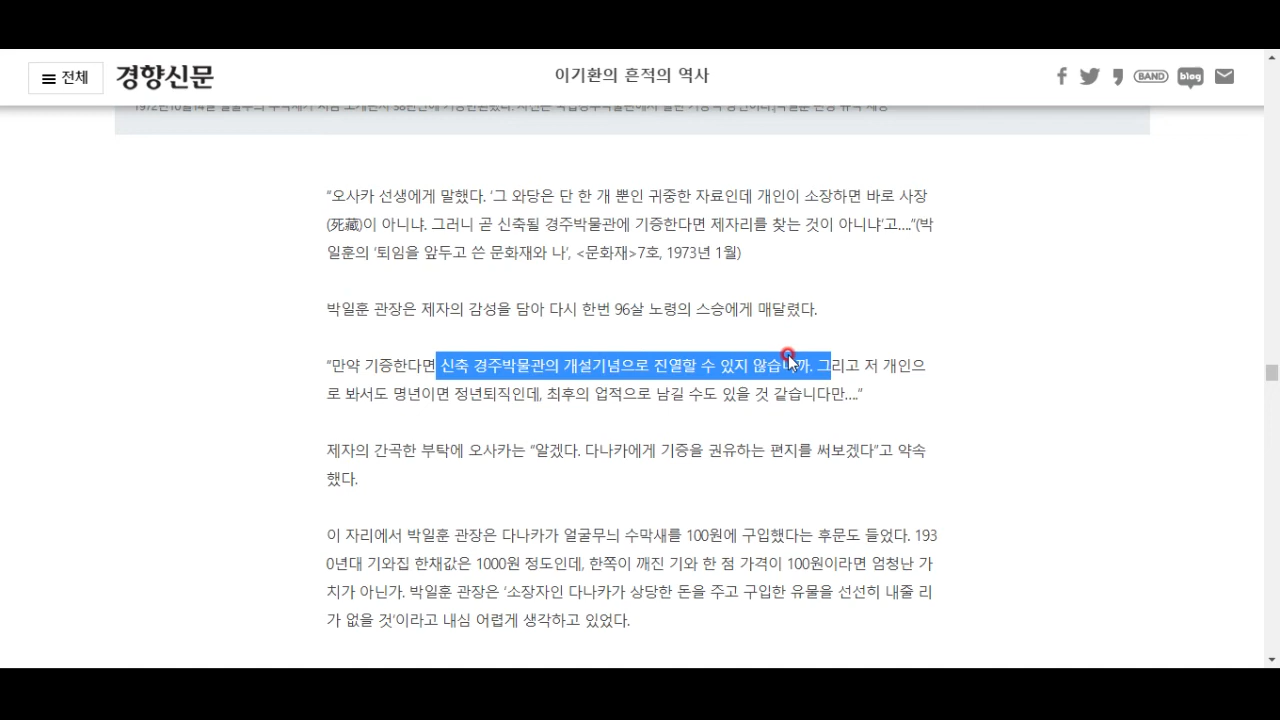 전체
경향신문
이기환의 흔적의 역사
BAND
blog
“오사카 선생에게 말했다. ‘그 와당은 단 한 개 뿐인 귀중한 자료인데 개인이 소장하면 바로 사장
(死藏)이 아니냐. 그러니 곧 신축될 경주박물관에 기증한다면 제자리를 찾는 것이 아니냐’고....”(박
일훈의 ‘퇴임을 앞두고 쓴 문화재와 나’, <문화재>7호, 1973년 1월)
박일훈 관장은 제자의 감성을 담아 다시 한번 96살 노령의 스승에게 매달렸다.
“만약 기증한다면 신축 경주박물관의 개설기념으로 진열할 수 있지 않습니까. 그리고 저 개인으
로 봐서도 명년이면 정년퇴직인데, 최후의 업적으로 남길 수도 있을 것 같습니다만....”
제자의 간곡한 부탁에 오사카는 “알겠다. 다나카에게 기증을 권유하는 편지를 써보겠다”고 약속
했다.
이 자리에서 박일훈 관장은 다나카가 얼굴무늬 수막새를 100원에 구입했다는 후문도 들었다. 193
0년대 기와집 한채값은 1000원 정도인데, 한쪽이 깨진 기와 한 점 가격이 100원이라면 엄청난 가
치가 아닌가. 박일훈 관장은 ‘소장자인 다나카가 상당한 돈을 주고 구입한 유물을 선선히 내줄 리
가 없을 것’이라고 내심 어렵게 생각하고 있었다.